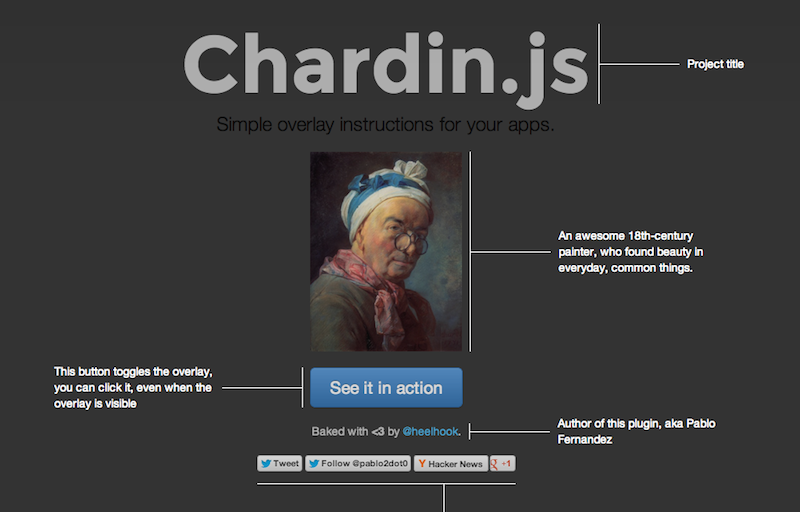 Chardin.js
Project title
Simple overlay instructions for your apps.
An awesome 18th-century
painter, who found beauty in
everyday, common things.
This button toggles the overlay,
you can click it, even when the
overlay is visible
See it in action
Baked with <3 by @heelhook.
Author of this plugin, aka Pablo
Fernandez
Tweet
Follow @pablo2dot0
Y Hacker News
g +1